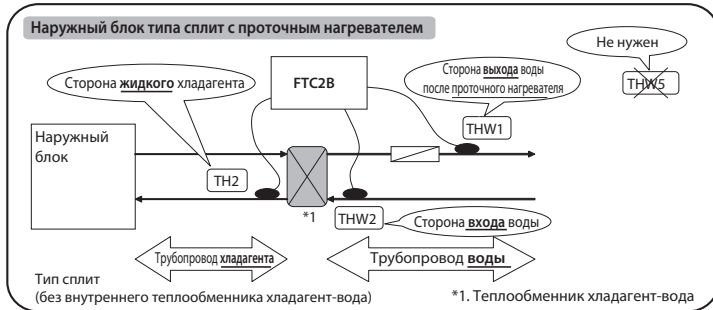 Наружный блок типа сплит с проточным нагревателем
Не нужен
THW5
Сторона выхода воды
после проточного нагревателя
Сторона жидкого хладагента
FTC2B
THW1
Наружный
блок
TH2
*1
THW2
Сторона входа воды
Трубопровод хладагента
Трубопровод воды
Тип сплит
(без внутреннего теплообменника хладагент-вода)
*1. Теплообменник хладагент-вода